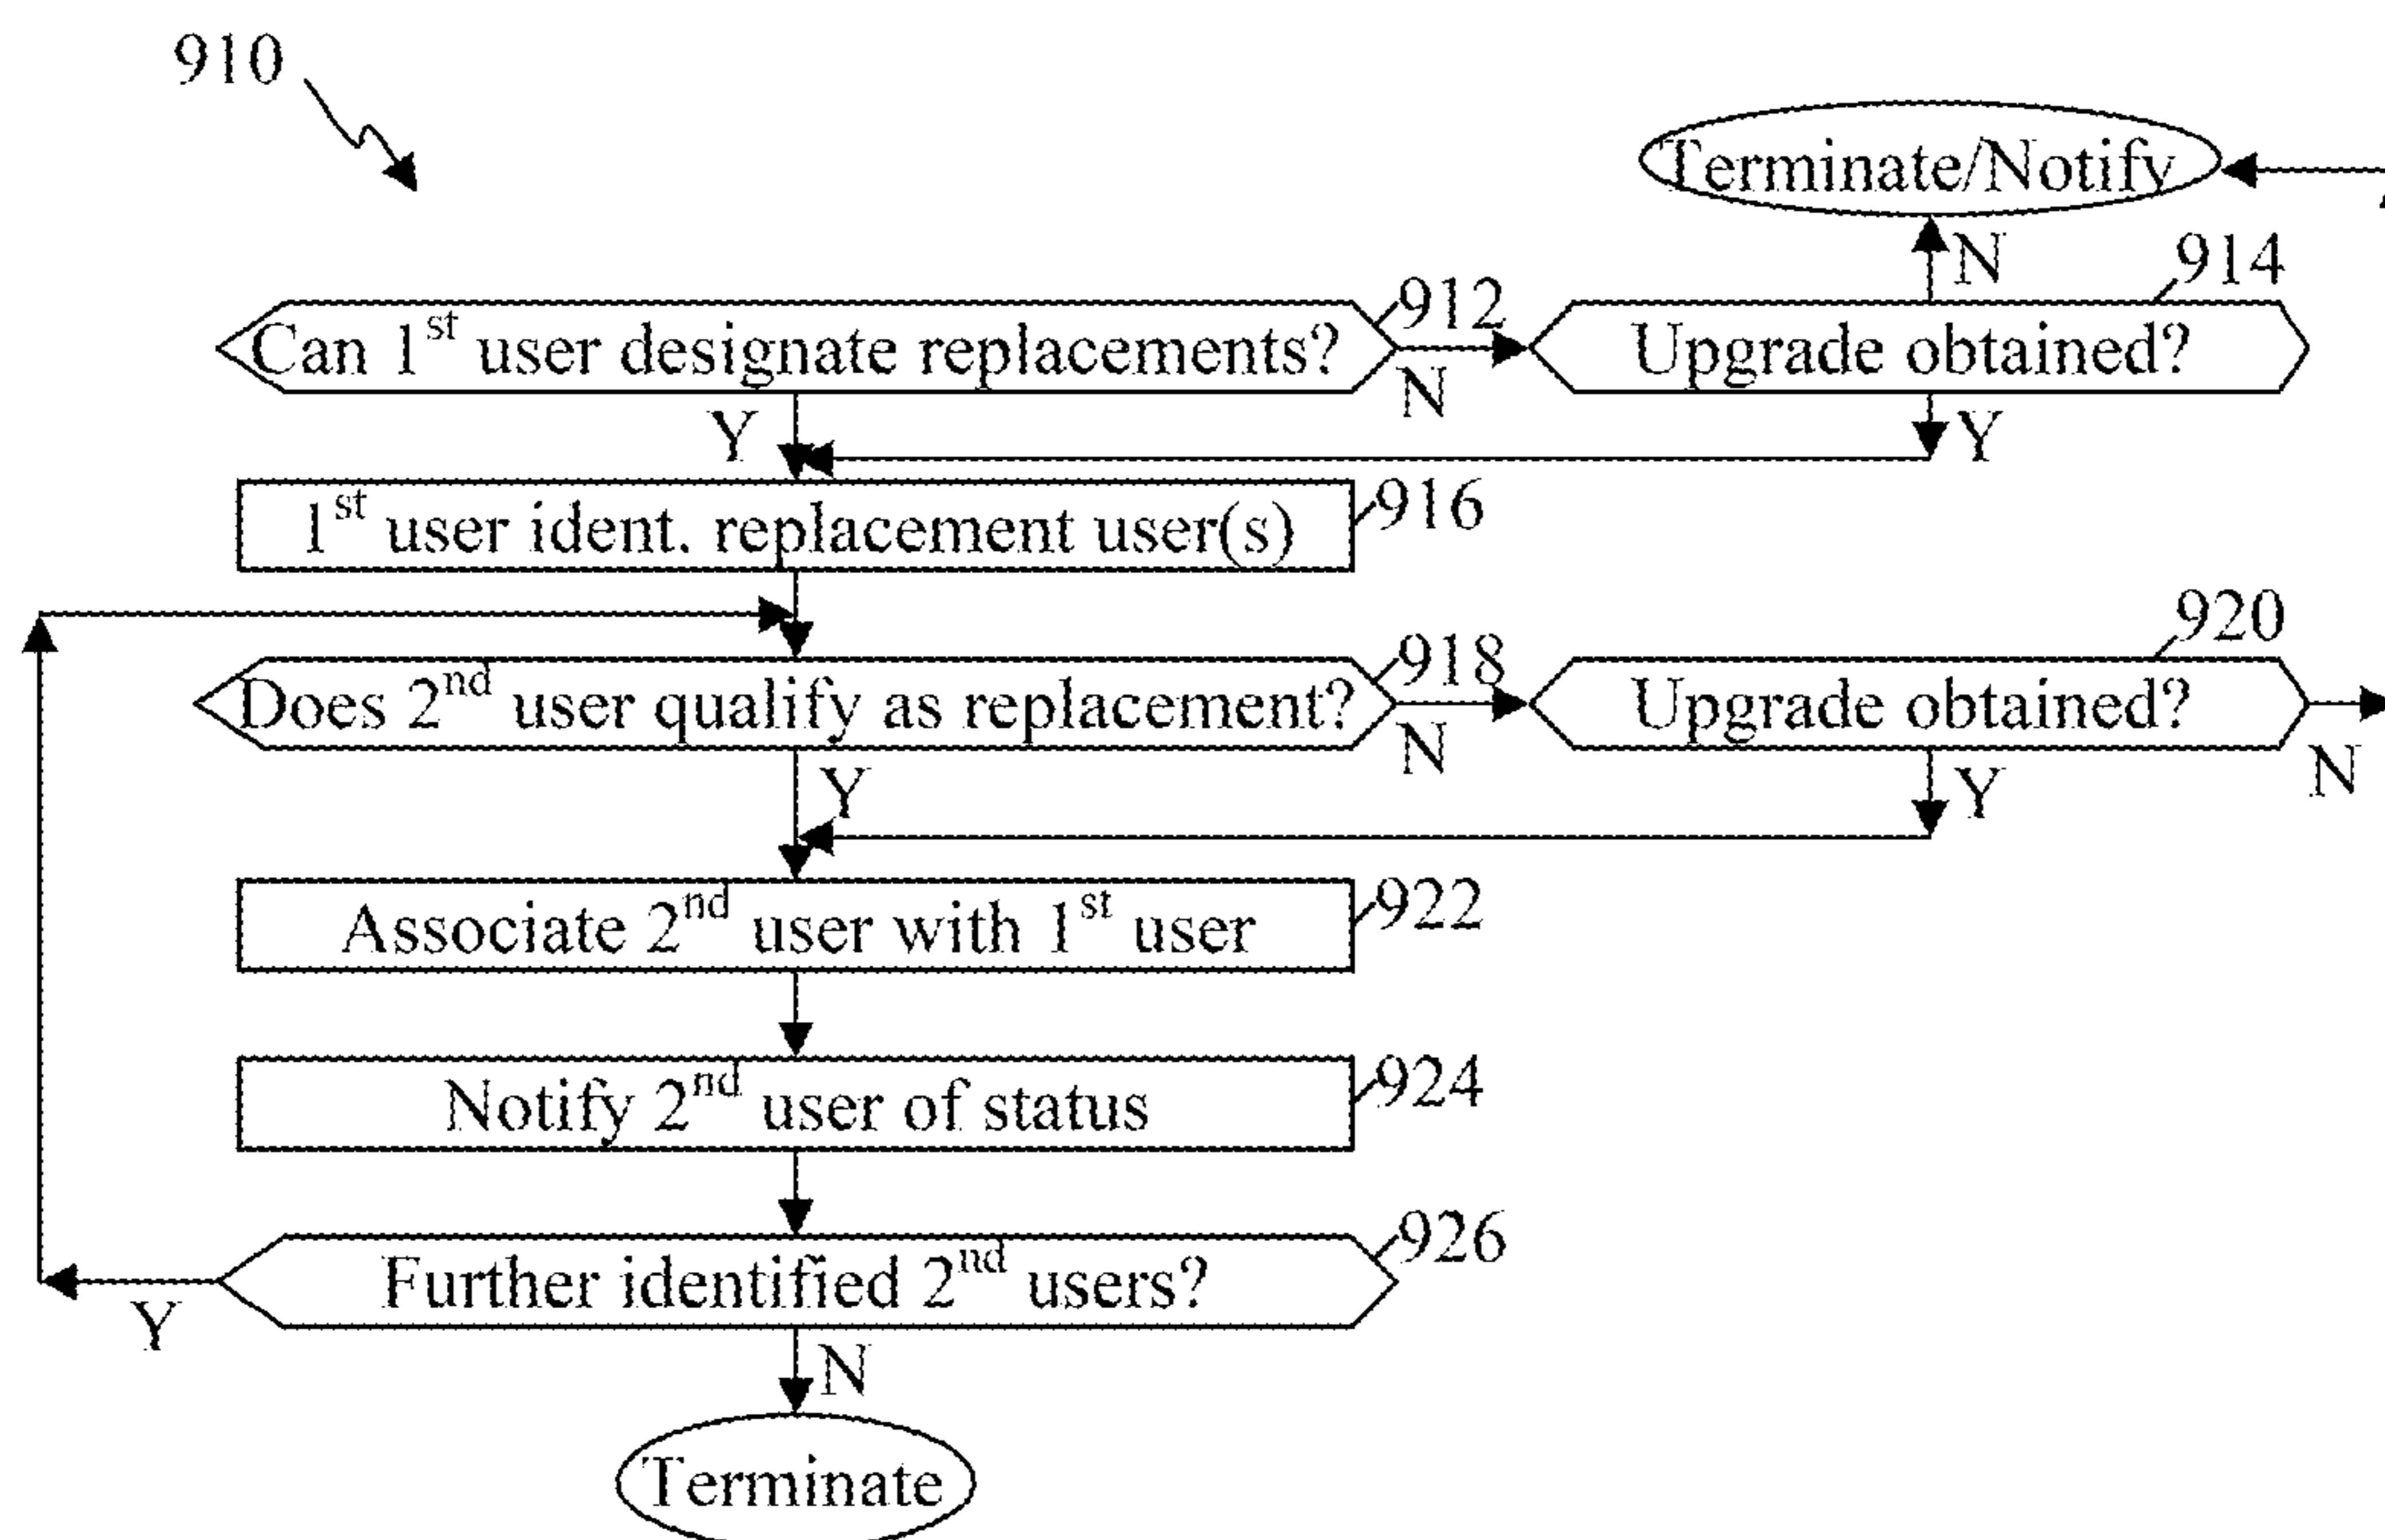 910
Terminate/Notify
N
914
912
Can 1st user designate replacements?
Upgrade obtained?
N
Y
Y
916
1st user ident. replacement user(s)
920
918
Does 2nd user qualify as replacement?
Upgrade obtained?
N
N
Y
Y
922
Associate 2nd user with 1st user
924
Notify 2nd user of status
926
Further identified 2nd users?
Y
N
Terminate